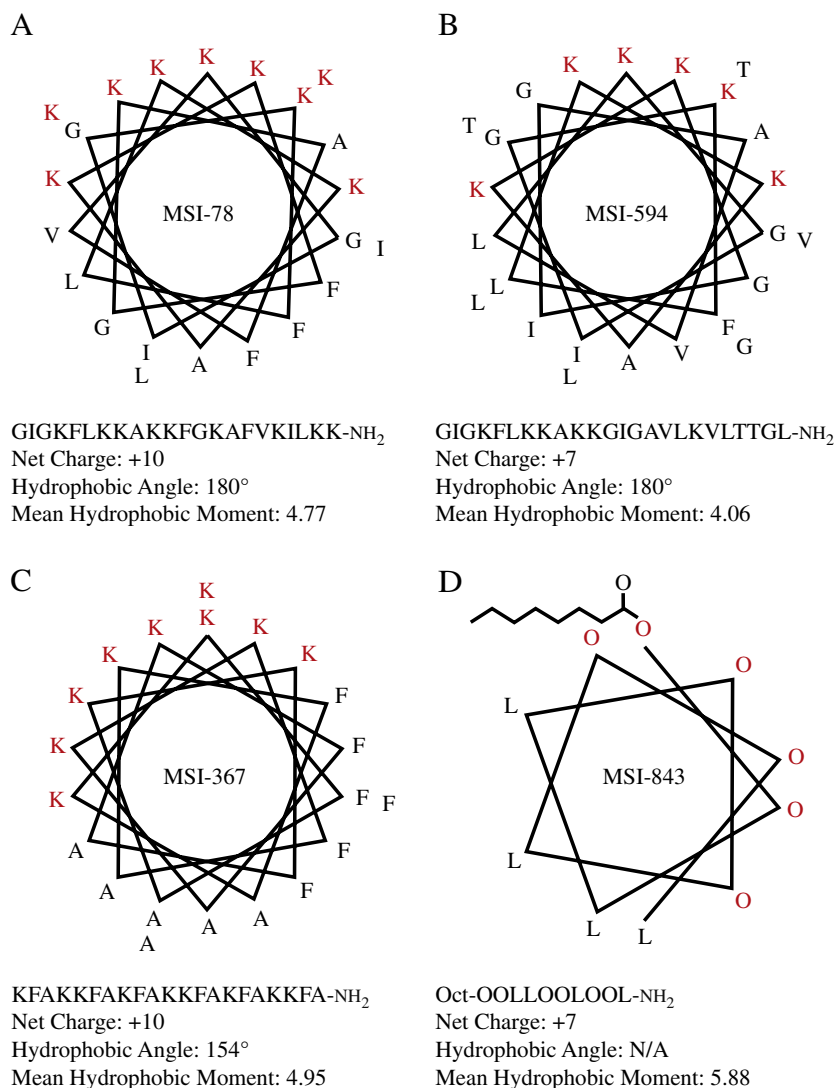 A
K
K
K
K
K
K
K
K
G
A
K
K
MSI-78
V
G
I
L
F
G
F
I
L
A
F
GIGKFLKKAKKFGKAFVKILKK-NH2
Net Charge: +10
Hydrophobic Angle: 180°
Mean Hydrophobic Moment: 4.77
B
K
K
K
T
G
K
T
G
A
K
K
MSI-594
L
G
V
L
L
G
I
F
G
I
L
A
V
GIGKFLKKAKKGIGAVLKVLTTGL-NH2
Net Charge: +7
Hydrophobic Angle: 180°
Mean Hydrophobic Moment: 4.06
C
K
K
K
K
K
K
K
F
K
F
MSI-367
K
F
F
A
F
A
F
A
A
A
A
KFAKKFAKFAKKFAKFAKKFA-NH2
Net Charge: +10
Hydrophobic Angle: 154°
Mean Hydrophobic Moment: 4.95
D
O
O
O
O
L
O
MSI-843
O
L
O
L
L
Oct-OOLLOOLOOL-NH2
Net Charge: +7
Hydrophobic Angle: N/A
Mean Hydrophobic Moment: 5.88